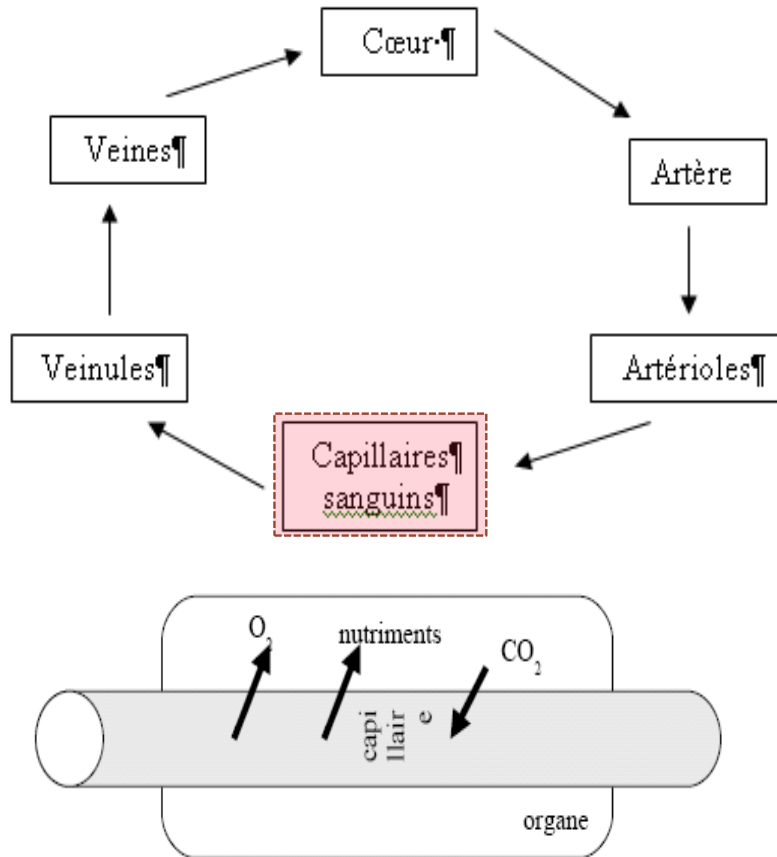 Cœur·¶
Veines¶
Artère
Veinules¶
Artérioles¶
Capillaires¶
sanguins¶
O₂
nutriments
CO₂
capi
llair
e
organe